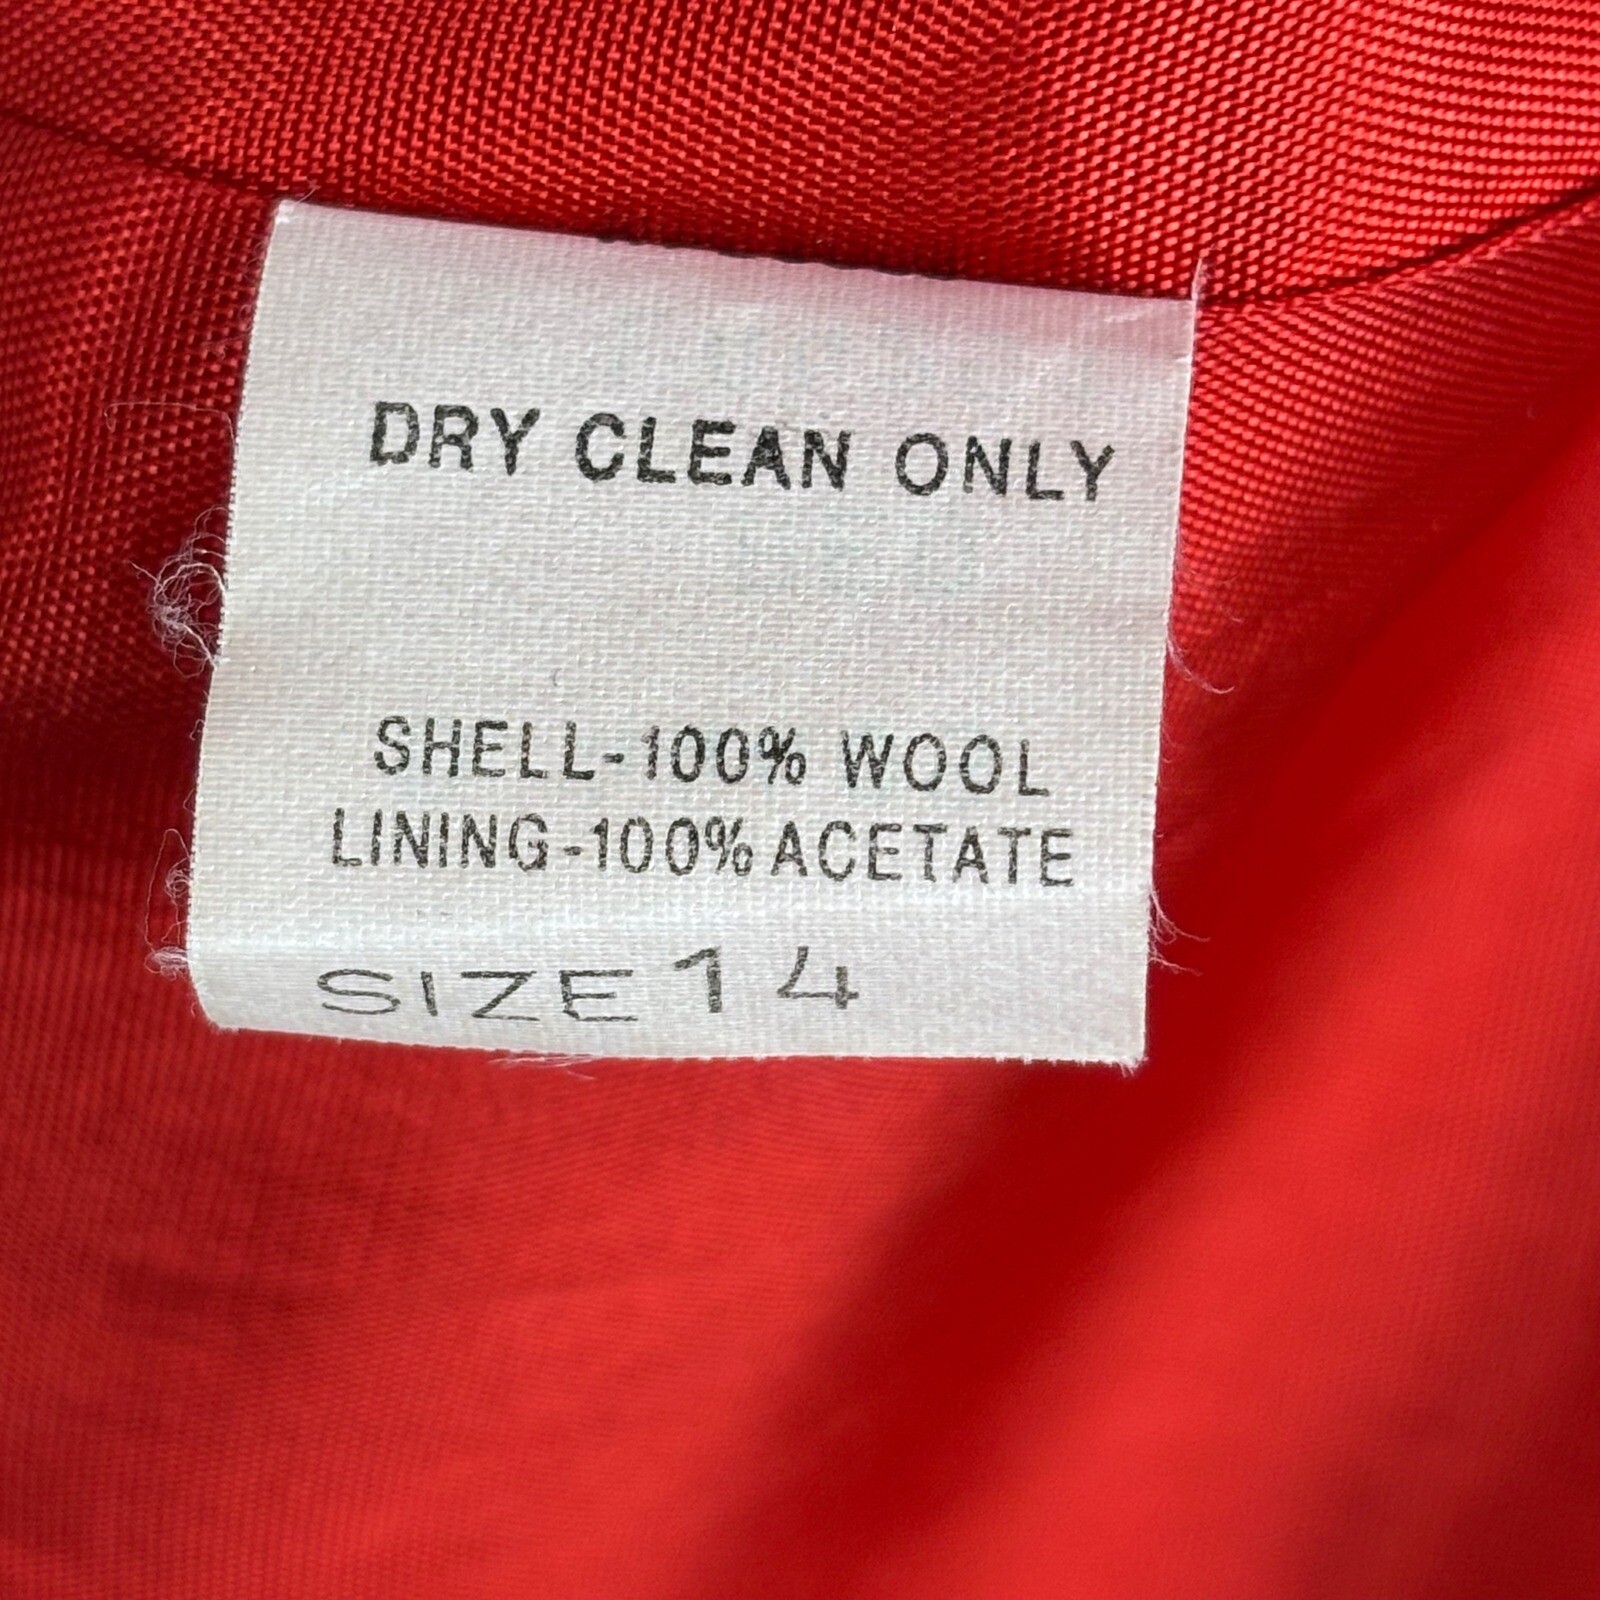 DRY CLEAN ONLY
SHELL-100% WOOL
LINING-100% ACETATE
SIZE 14